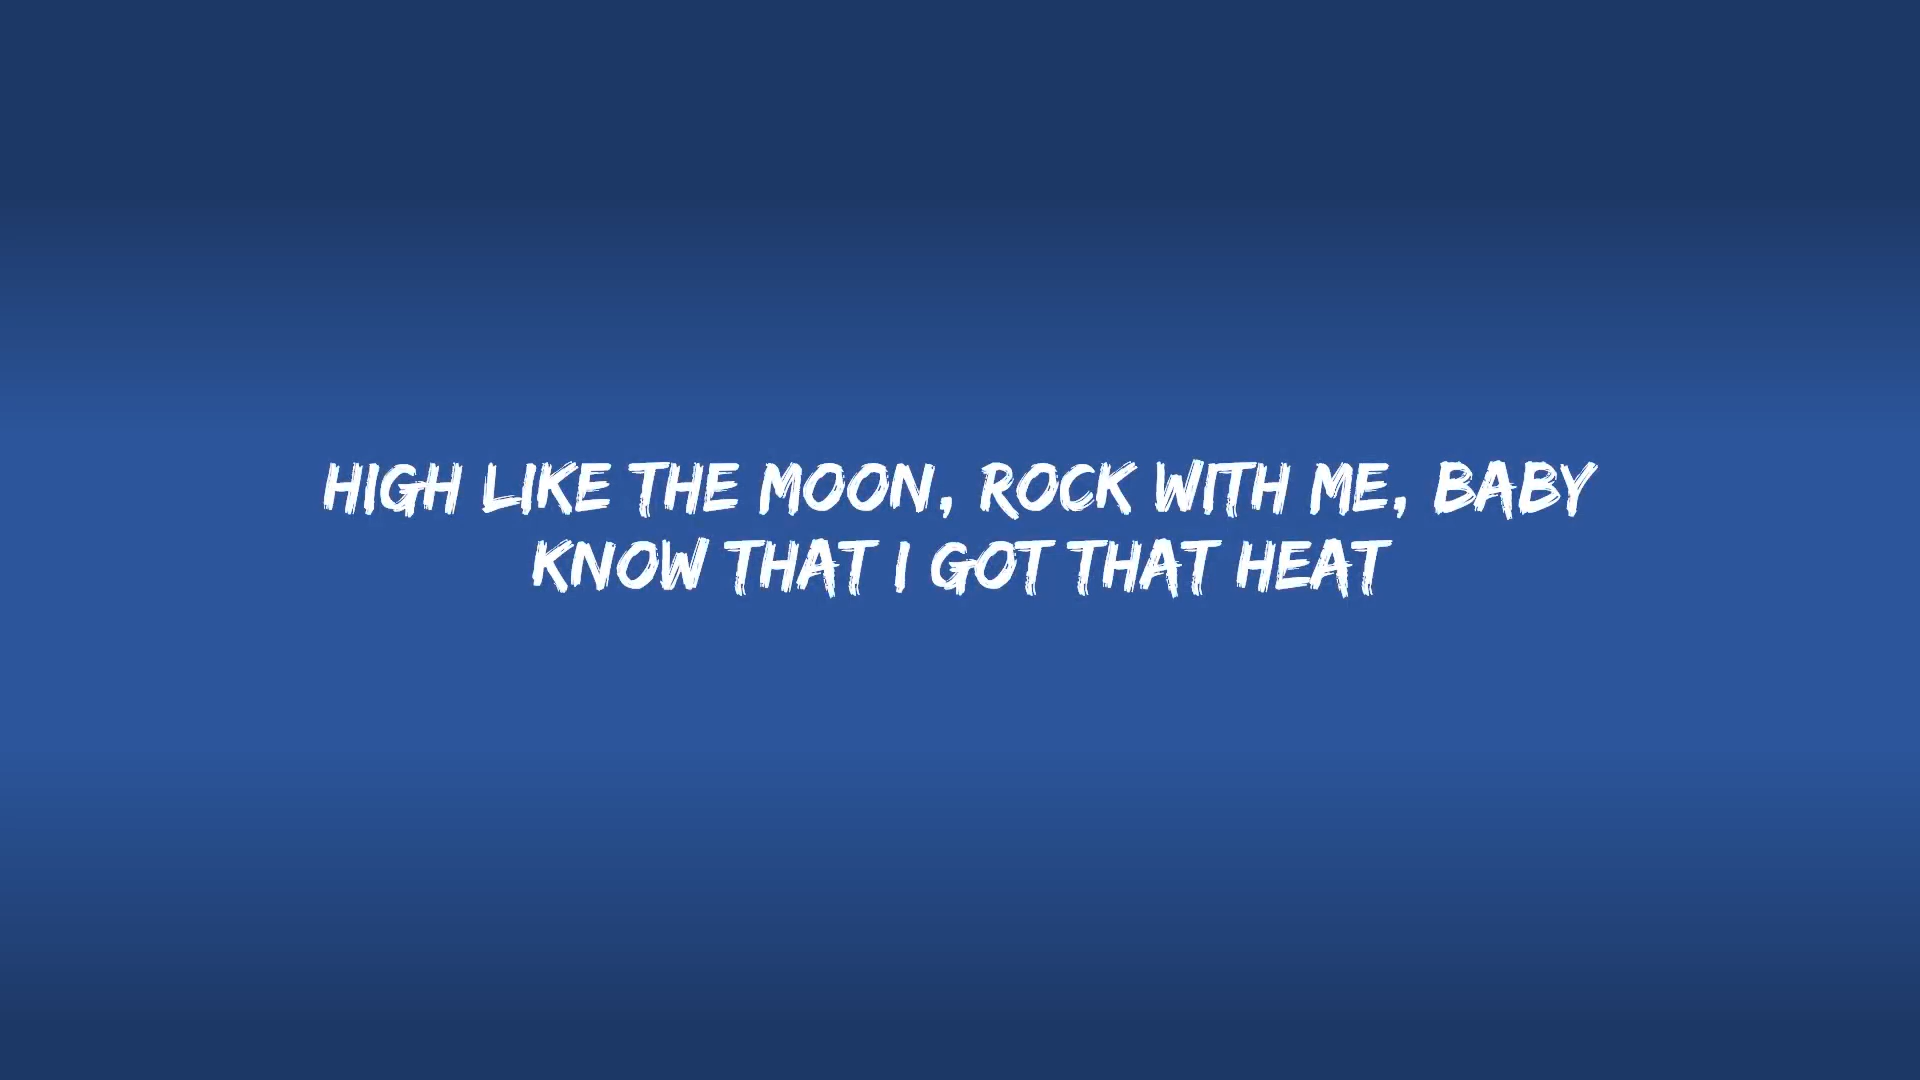 HIGH LIKE THE MOON, ROCK WITH ME, BABY
KNOW THAT I GOT THAT HEAT